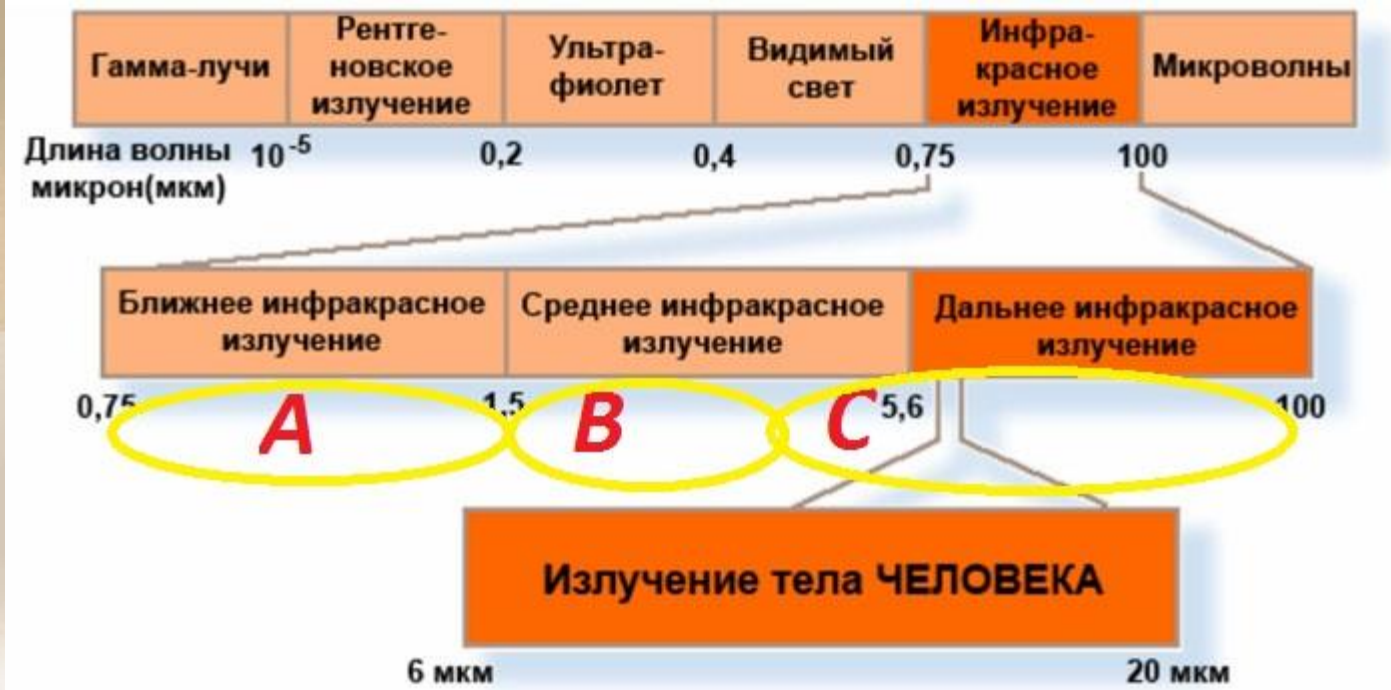 Гамма-лучи
Рентге-
новское
излучение
Ультра-
фиолет
Видимый
свет
Инфра-
красное
излучение
Микроволны
Длина волны
микрон(мкм)
10⁻⁵
0,2
0,4
0,75
100
Ближнее инфракрасное
излучение
Среднее инфракрасное
излучение
Дальнее инфракрасное
излучение
0,75
1,5
5,6
100
A
B
C
Излучение тела ЧЕЛОВЕКА
6 мкм
20 мкм